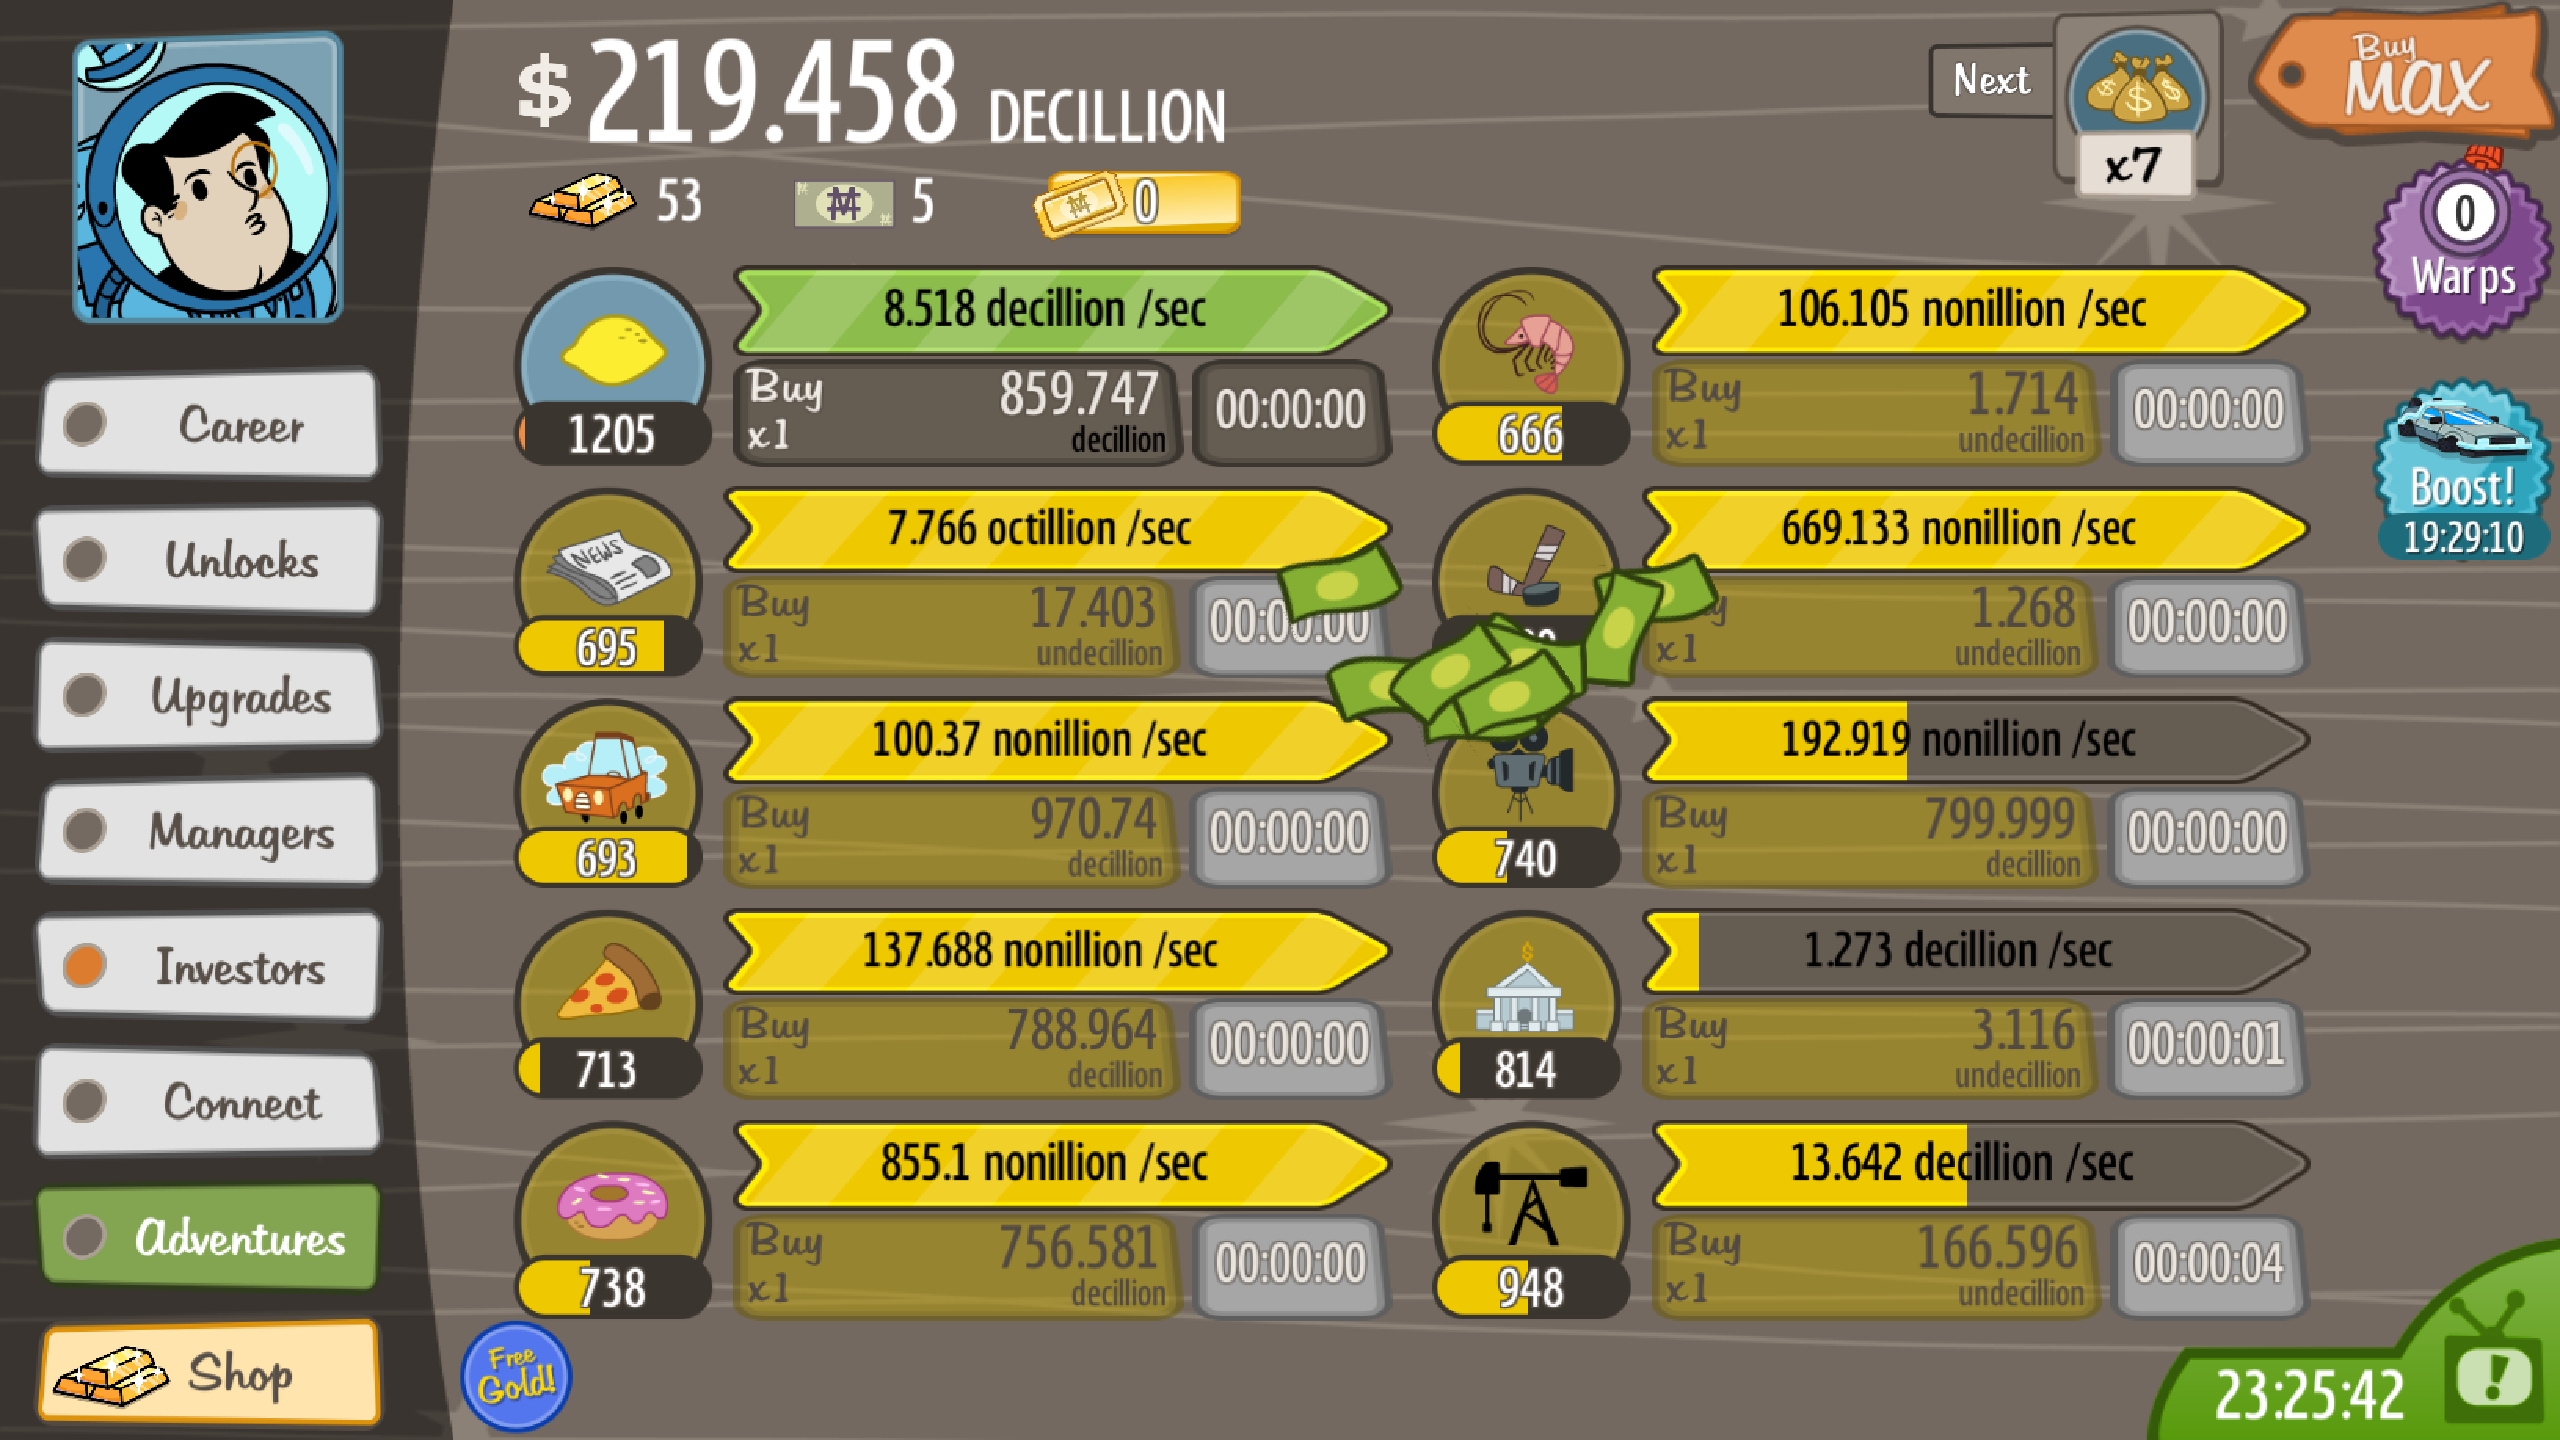 $219.458 DECILLION
53
5
0
Next
x7
Buy
MAX
0
Warps
Boost!
19:29:10
Career
Unlocks
Upgrades
Managers
Investors
Connect
Adventures
Shop
8.518 decillion /sec
1205
Buy
x1
859.747
decillion
00:00:00
106.105 nonillion /sec
666
Buy
x1
1.714
undecillion
00:00:00
NEWS
7.766 octillion /sec
695
Buy
x1
17.403
undecillion
669.133 nonillion /sec
x1
1.268
undecillion
00:00:00
100.37 nonillion /sec
693
Buy
x1
970.74
decillion
00:00:00
192.919 nonillion /sec
740
Buy
x1
799.999
decillion
00:00:00
137.688 nonillion /sec
713
Buy
x1
788.964
decillion
00:00:00
1.273 decillion /sec
814
Buy
x1
3.116
undecillion
00:00:01
855.1 nonillion /sec
738
Buy
x1
756.581
decillion
00:00:00
13.642 decillion /sec
948
Buy
x1
166.596
undecillion
00:00:04
Free
Gold!
23:25:42
!